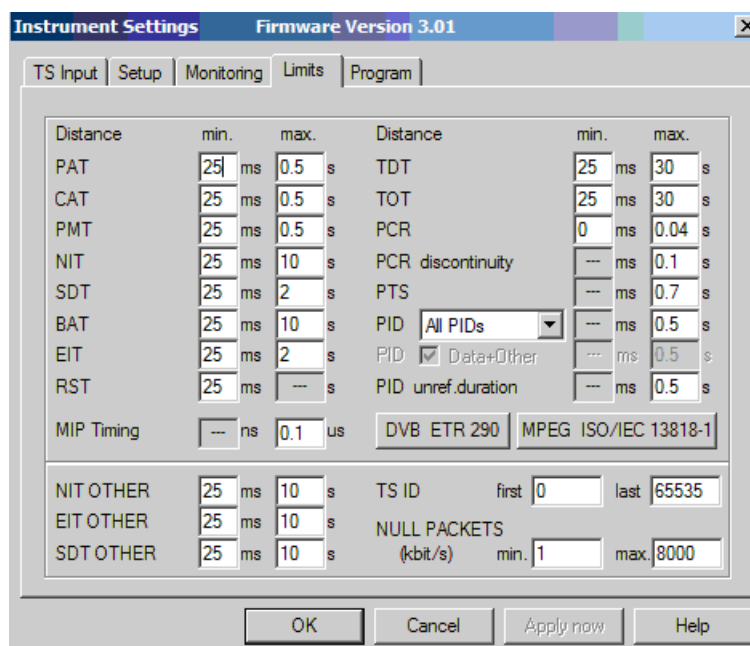 Instrument Settings Firmware Version 3.01
TS Input Setup Monitoring Limits Program
Distance min. max. Distance min. max.
PAT 25 ms 0.5 s TDT 25 ms 30 s
CAT 25 ms 0.5 s TOT 25 ms 30 s
PMT 25 ms 0.5 s PCR 0 ms 0.04 s
NIT 25 ms 10 s PCR discontinuity --- ms 0.1 s
SDT 25 ms 2 s PTS --- ms 0.7 s
BAT 25 ms 10 s PID All PIDs --- ms 0.5 s
EIT 25 ms 2 s PID Data+Other --- ms 0.5 s
RST 25 ms --- s PID unref.duration --- ms 0.5 s
MIP Timing --- ns 0.1 us DVB ETR 290 MPEG ISO/IEC 13818-1
NIT OTHER 25 ms 10 s TS ID first 0 last 65535
EIT OTHER 25 ms 10 s NULL PACKETS
SDT OTHER 25 ms 10 s (kbit/s) min. 1 max. 8000
OK Cancel Apply now Help